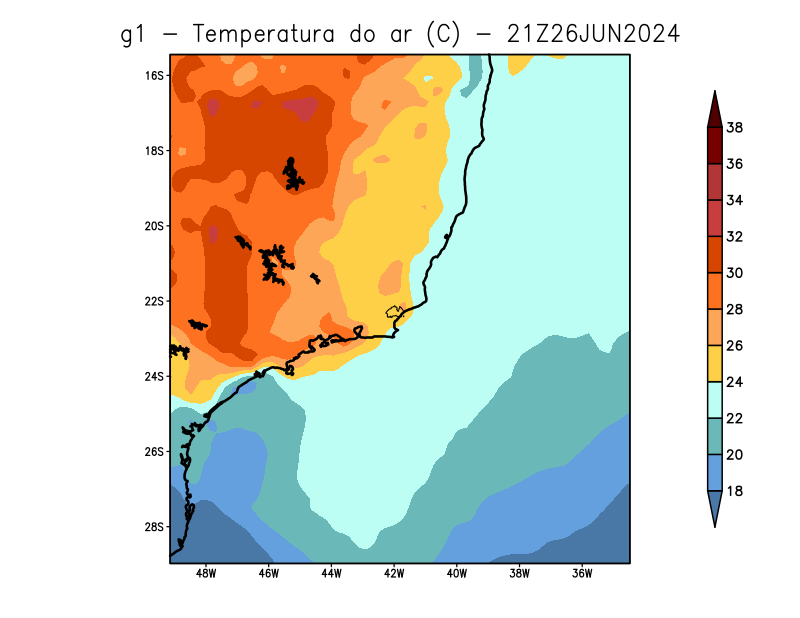 g1 − Temperatura do ar (C) − 21Z26JUN2024
16S
18S
20S
22S
24S
26S
28S
48W
46W
44W
42W
40W
38W
36W
38
36
34
32
30
28
26
24
22
20
18